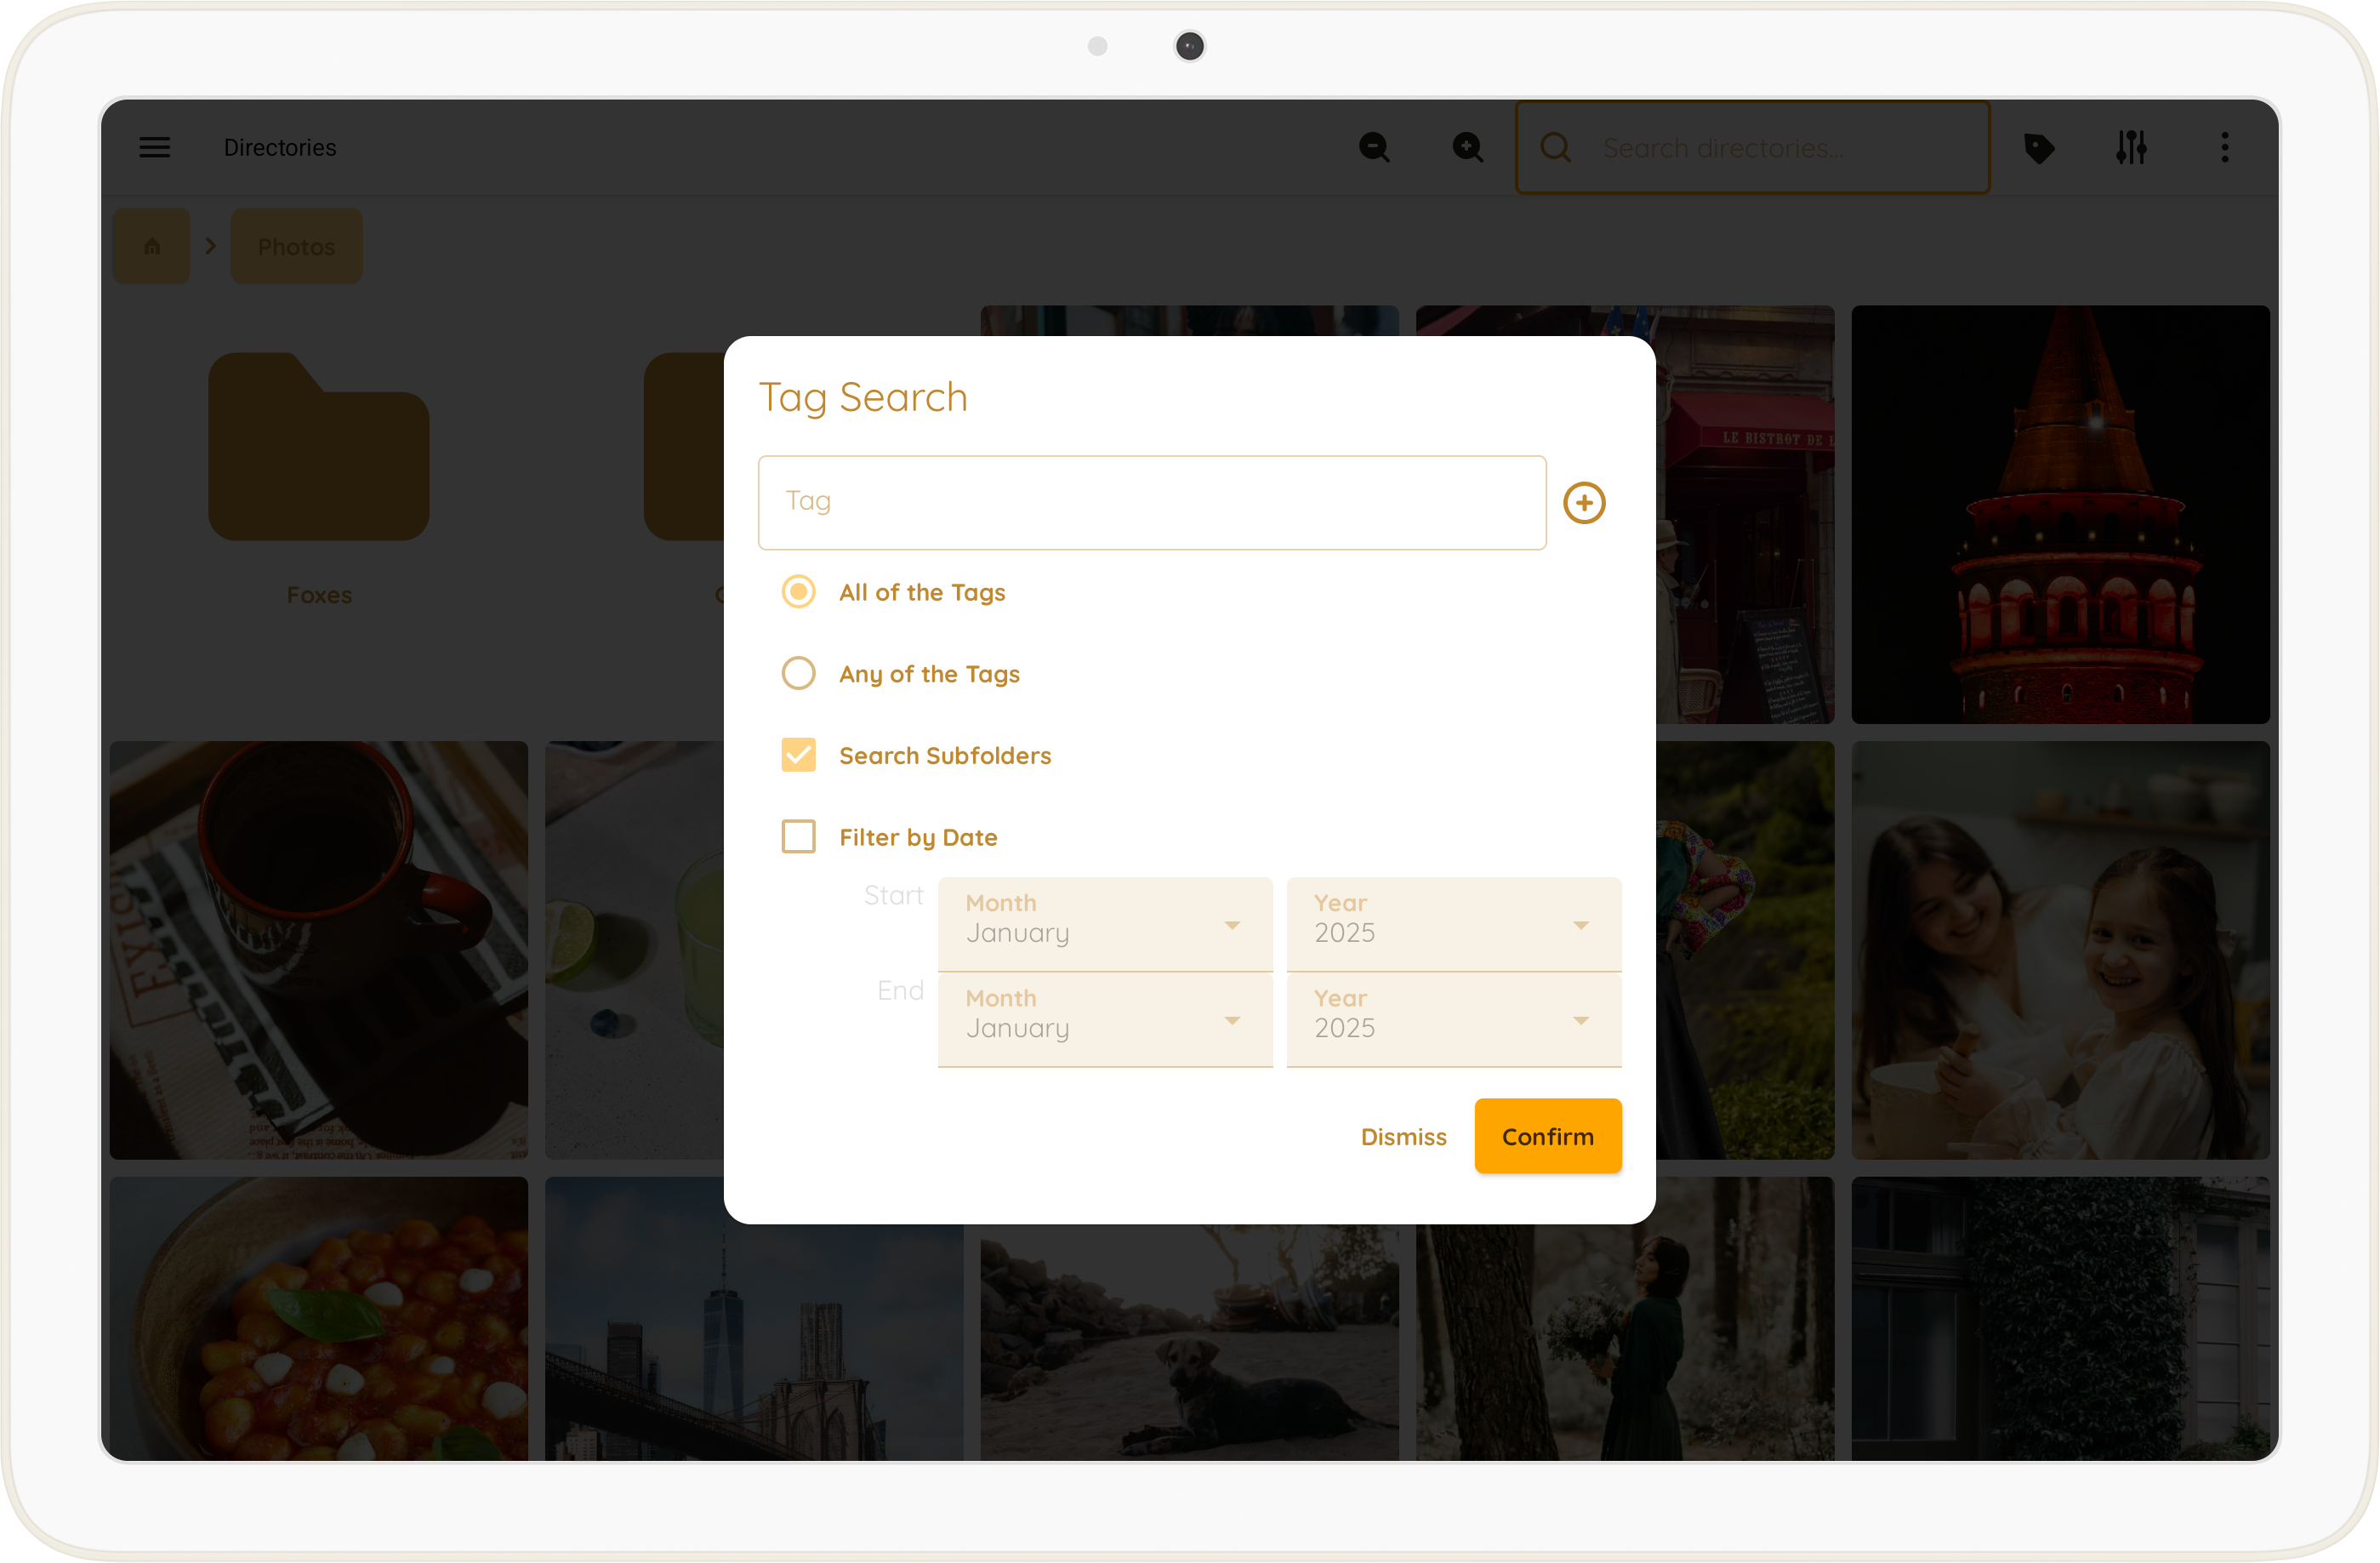 Directories
Search directories...
Photos
Foxes
LE BISTROT DE L
Tag Search
Tag
All of the Tags
Any of the Tags
Search Subfolders
Filter by Date
Start
Month
January
Year
2025
End
Month
January
Year
2025
Dismiss
Confirm